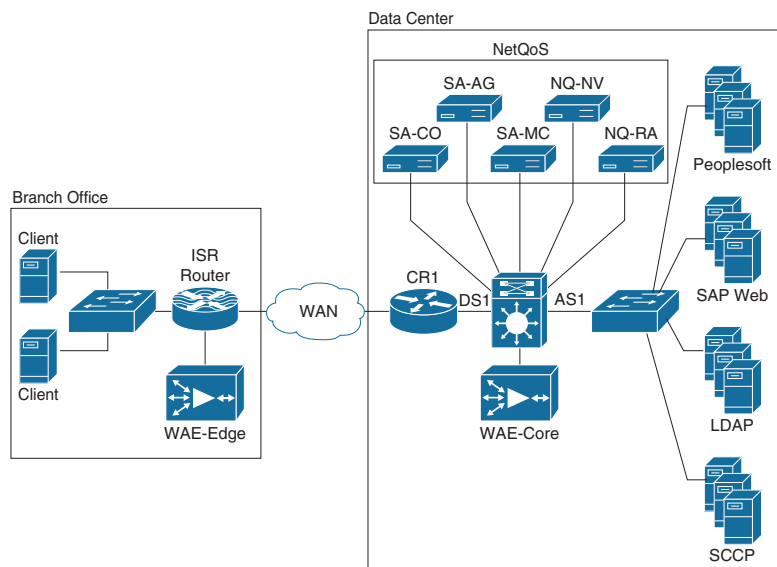 Data Center
NetQoS
SA-AG
NQ-NV
SA-CO
SA-MC
NQ-RA
Peoplesoft
Branch Office
Client
ISR
Router
CR1
DS1
AS1
SAP Web
WAN
Client
WAE-Edge
WAE-Core
LDAP
SCCP